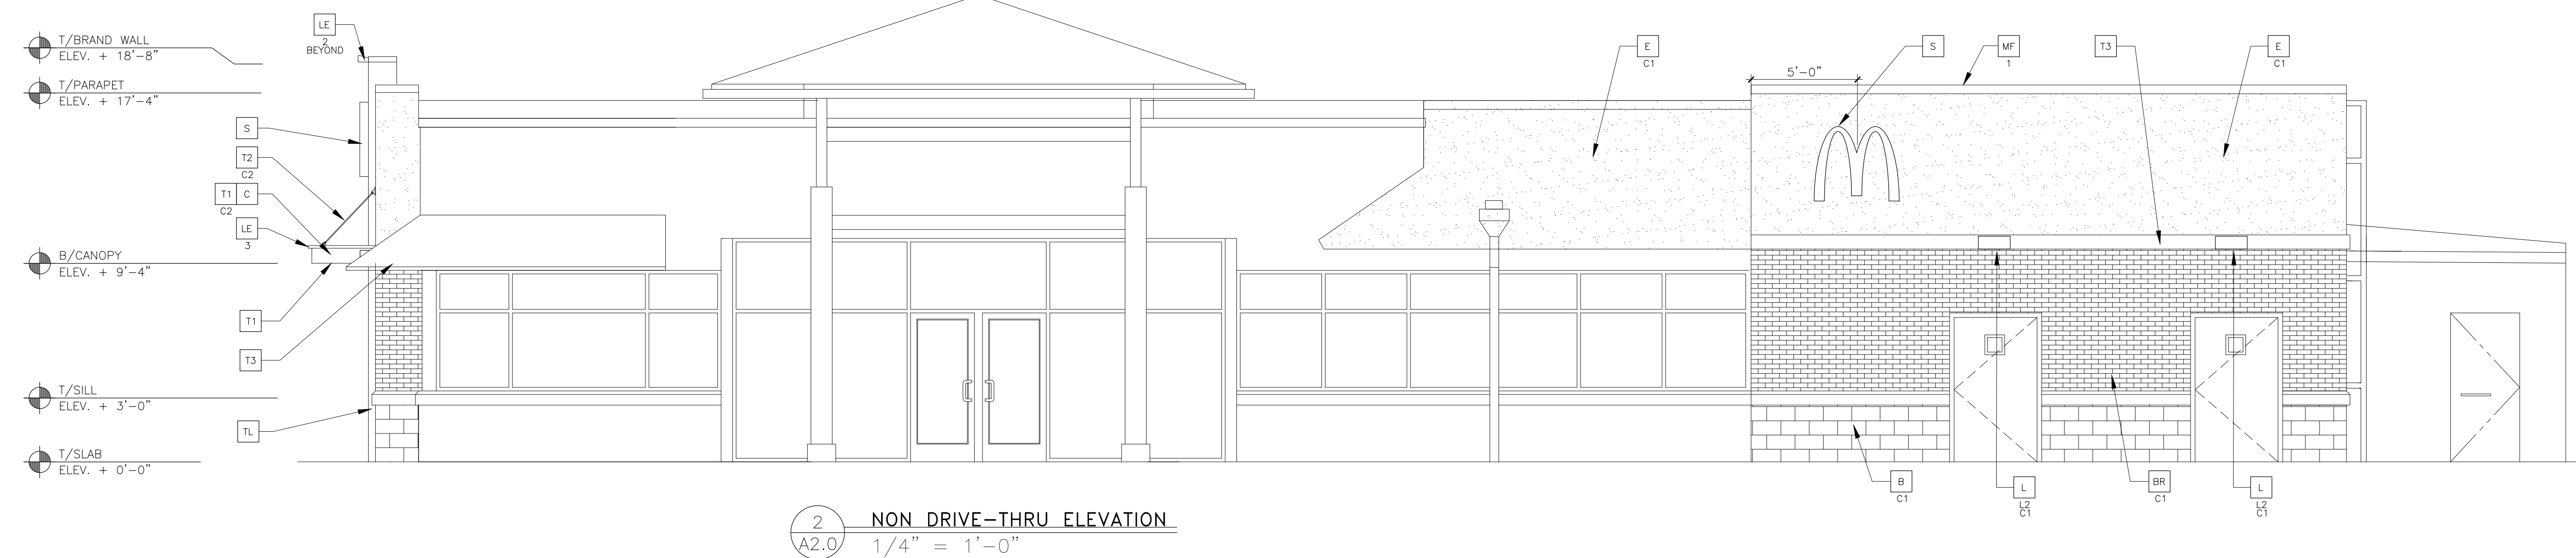 T/BRAND WALL
ELEV. + 18'-8"
T/PARAPET
ELEV. + 17'-4"
B/CANOPY
ELEV. + 9'-4"
T/SILL
ELEV. + 3'-0"
T/SLAB
ELEV. + 0'-0"
LE
2
BEYOND
S
T2
C2
T1 C
C2
LE
3
T1
T3
TL
E
C1
5'-0"
S
MF
1
T3
E
C1
B
C1
L
L2
C1
BR
C1
L
L2
C1
2
A2.0
NON DRIVE-THRU ELEVATION
1/4" = 1'-0"